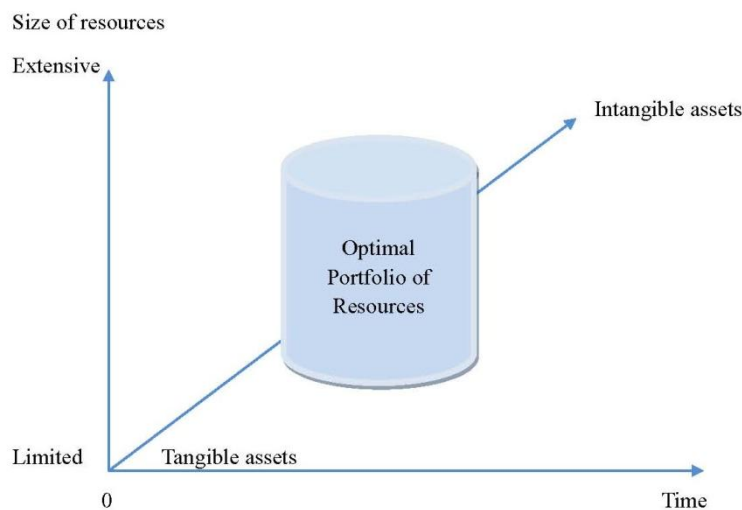 Size of resources
Extensive
Intangible assets
Optimal
Portfolio of
Resources
Limited
Tangible assets
0
Time